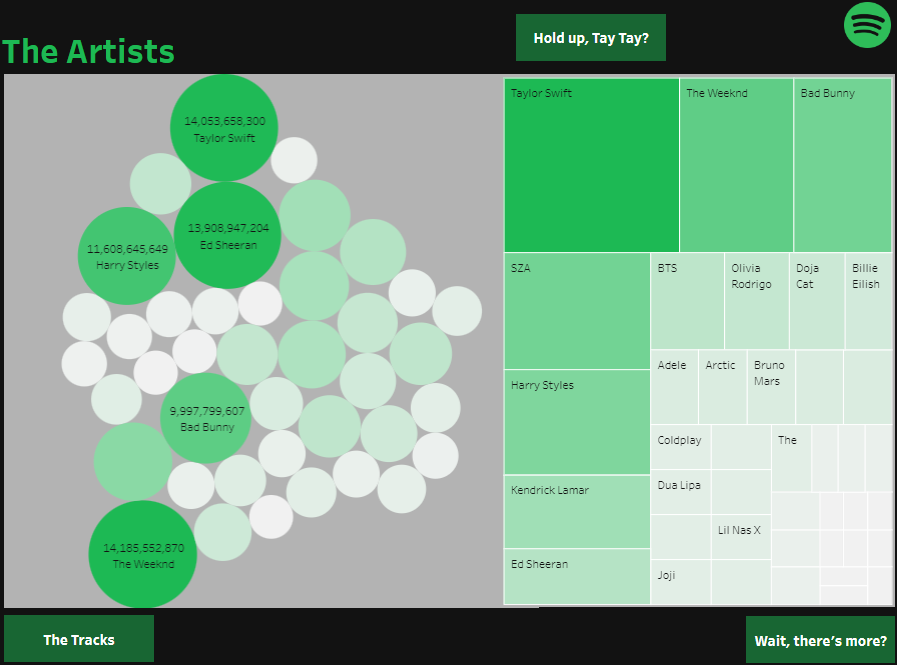 The Artists
Hold up, Tay Tay?
14,053,658,300
Taylor Swift
13,908,947,204
Ed Sheeran
11,608,645,649
Harry Styles
9,997,799,607
Bad Bunny
14,185,552,870
The Weeknd
Taylor Swift
The Weeknd
Bad Bunny
SZA
BTS
Olivia
Rodrigo
Doja
Cat
Billie
Eilish
Harry Styles
Adele
Arctic
Bruno
Mars
Kendrick Lamar
Coldplay
The
Dua Lipa
Lil Nas X
Ed Sheeran
Joji
The Tracks
Wait, there’s more?